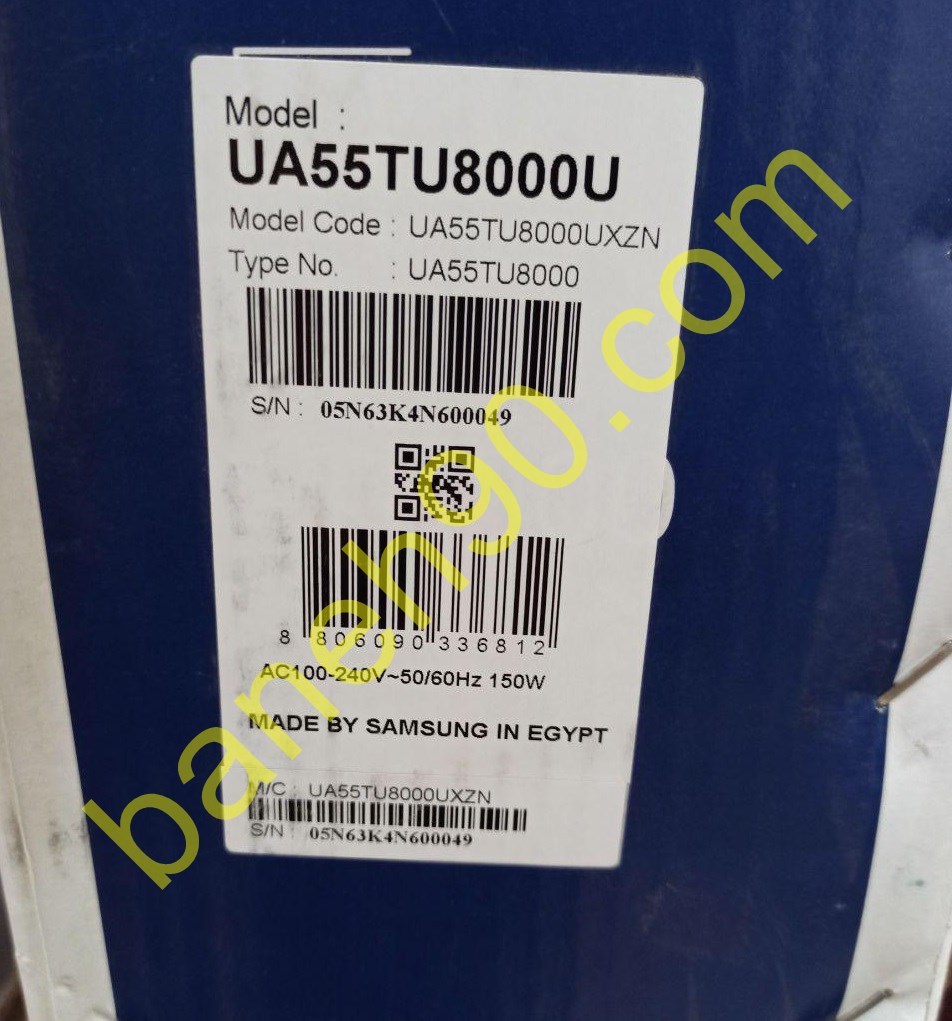 Model :
UA55TU8000U
Model Code : UA55TU8000UXZN
Type No. : UA55TU8000
S/N : 05N63K4N600049
8 806090 336812
AC100-240V~50/60Hz 150W
MADE BY SAMSUNG IN EGYPT
M/C : UA55TU8000UXZN
S/N : 05N63K4N600049
baneh90.com